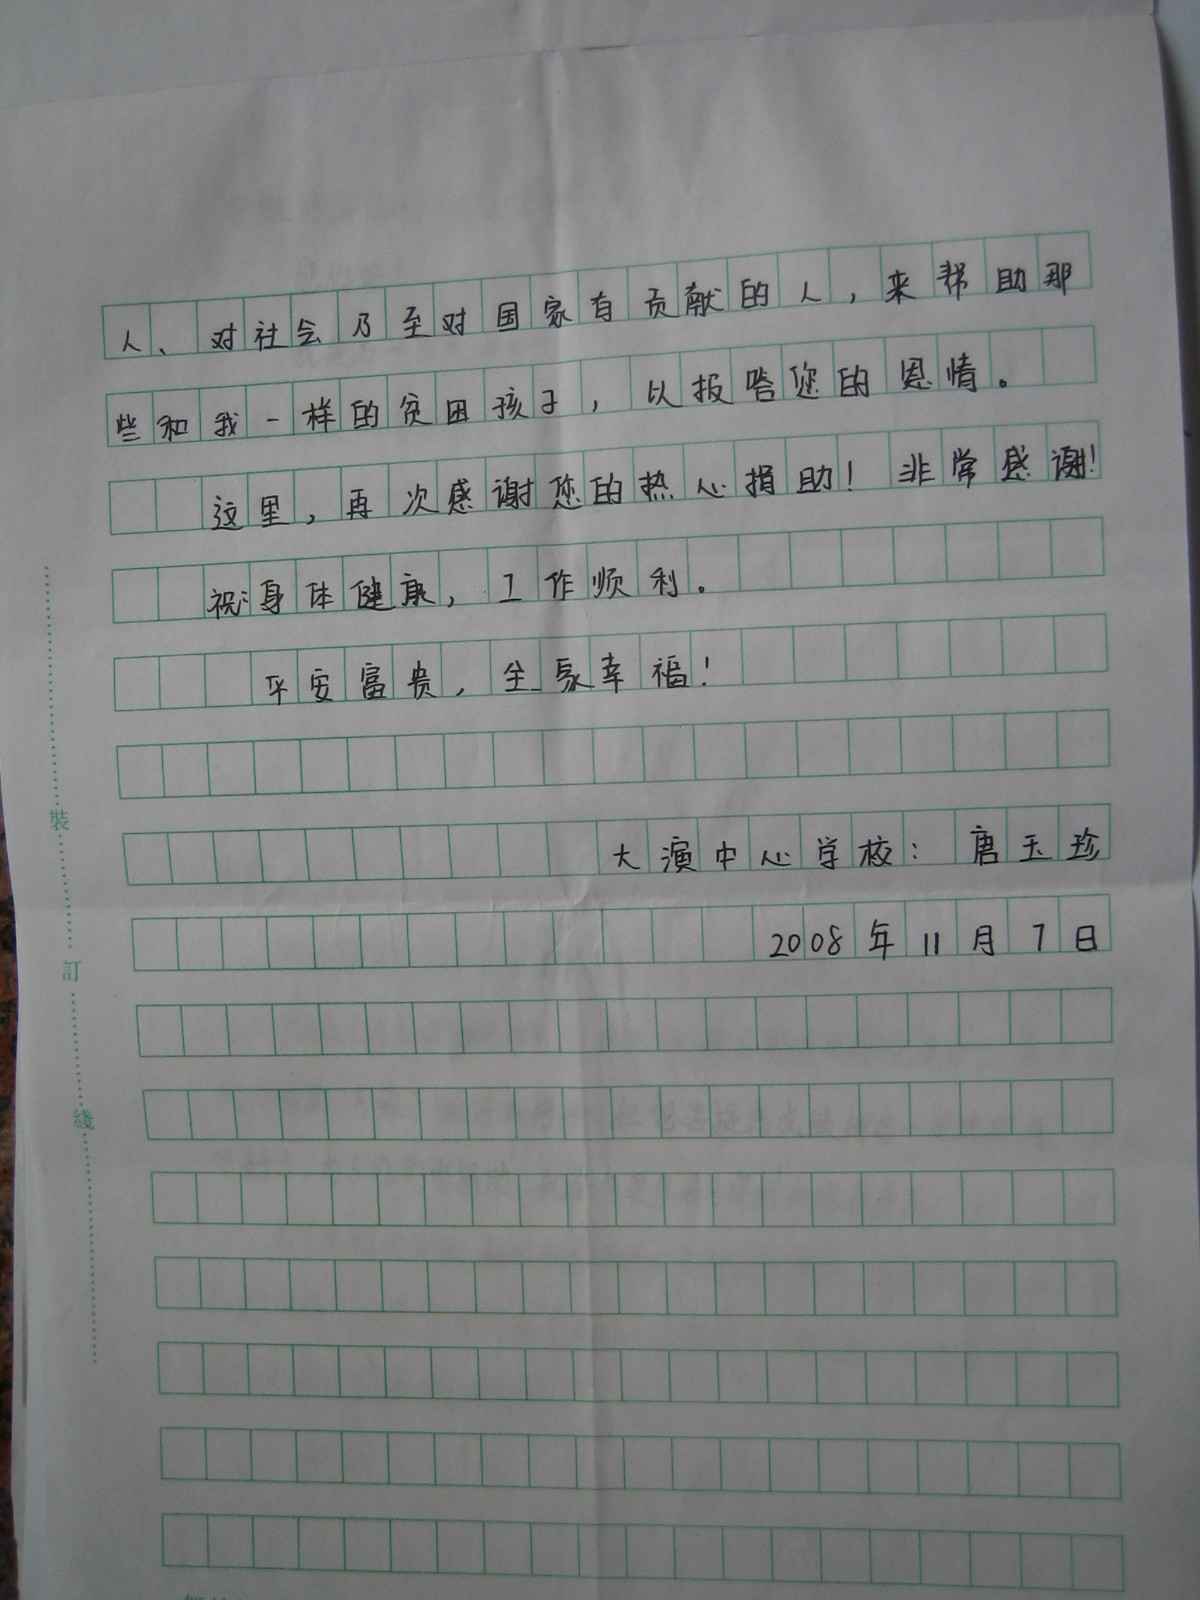 人、对社会乃至对国家有贡献的人，来帮助那
些和我一样的贫困孩子，以报答您的恩情。
这里，再次感谢您的热心捐助！非常感谢！
祝:身体健康，工作顺利。
平安富贵，全家幸福！
大演中心学校：唐玉珍
2008年11月7日
装
訂
綫